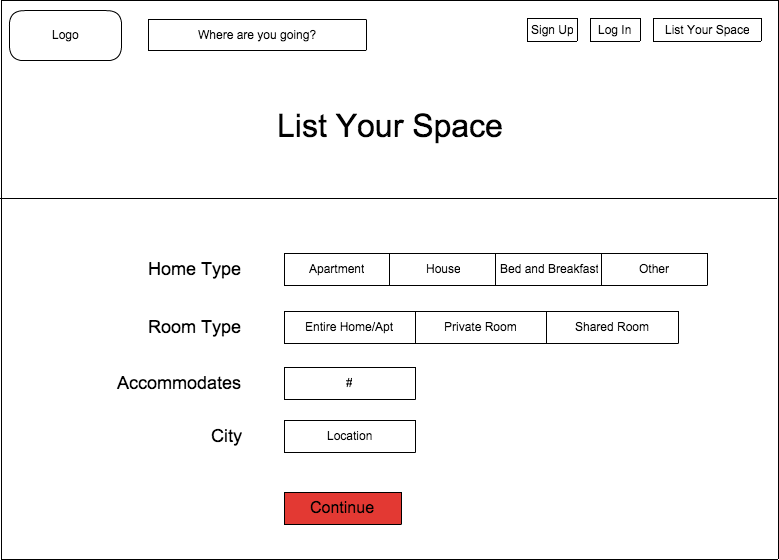 Logo
Where are you going?
Sign Up
Log In
List Your Space
List Your Space
Home Type
Apartment
House
Bed and Breakfast
Other
Room Type
Entire Home/Apt
Private Room
Shared Room
Accommodates
#
City
Location
Continue